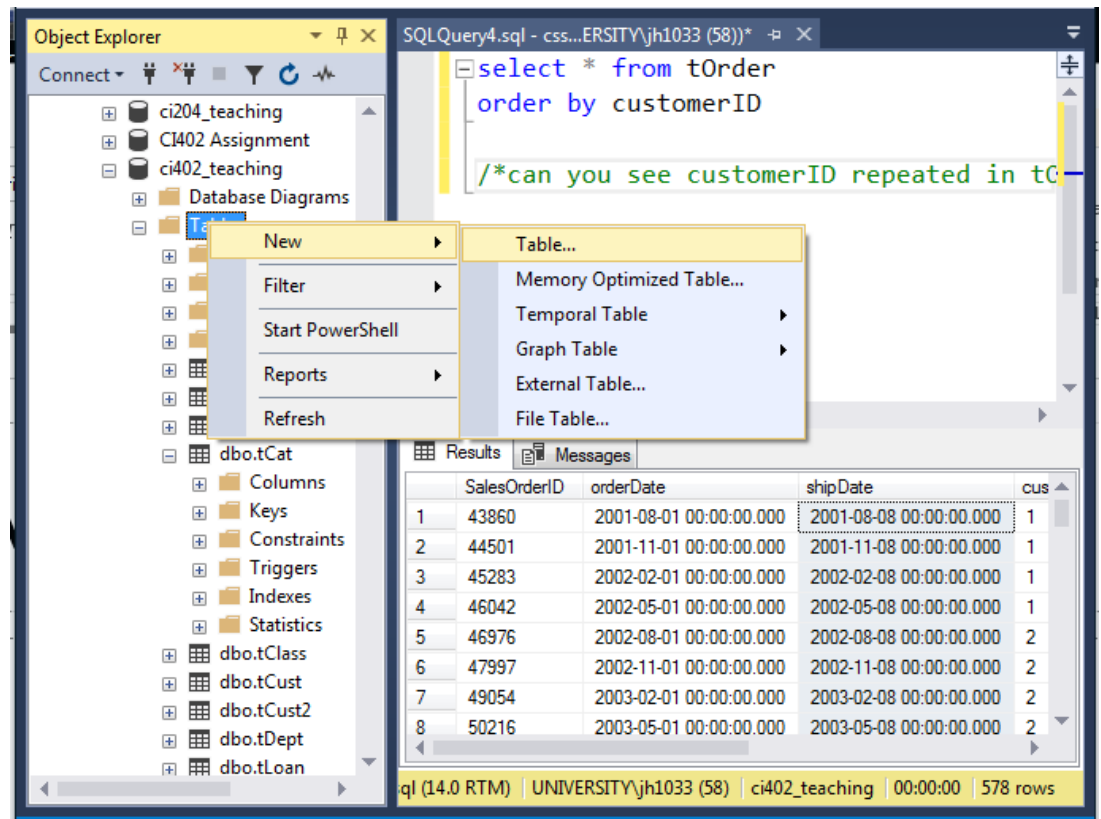 Object Explorer
Connect
ci204_teaching
CI402 Assignment
ci402_teaching
Database Diagrams
New
Filter
Start PowerShell
Reports
Refresh
Table...
Memory Optimized Table...
Temporal Table
Graph Table
External Table...
File Table...
dbo.tCat
Columns
Keys
Constraints
Triggers
Indexes
Statistics
dbo.tClass
dbo.tCust
dbo.tCust2
dbo.tDept
dbo.tLoan
SQLQuery4.sql - css...ERSITY\jh1033 (58))*
select * from tOrder
order by customerID
/*can you see customerID repeated in
Results Messages
SalesOrderID orderDate shipDate cus
1 43860 2001-08-01 00:00:00.000 2001-08-08 00:00:00.000 1
2 44501 2001-11-01 00:00:00.000 2001-11-08 00:00:00.000 1
3 45283 2002-02-01 00:00:00.000 2002-02-08 00:00:00.000 1
4 46042 2002-05-01 00:00:00.000 2002-05-08 00:00:00.000 1
5 46976 2002-08-01 00:00:00.000 2002-08-08 00:00:00.000 2
6 47997 2002-11-01 00:00:00.000 2002-11-08 00:00:00.000 2
7 49054 2003-02-01 00:00:00.000 2003-02-08 00:00:00.000 2
8 50216 2003-05-01 00:00:00.000 2003-05-08 00:00:00.000 2
ql (14.0 RTM) UNIVERSITY\jh1033 (58) ci402_teaching 00:00:00 578 rows